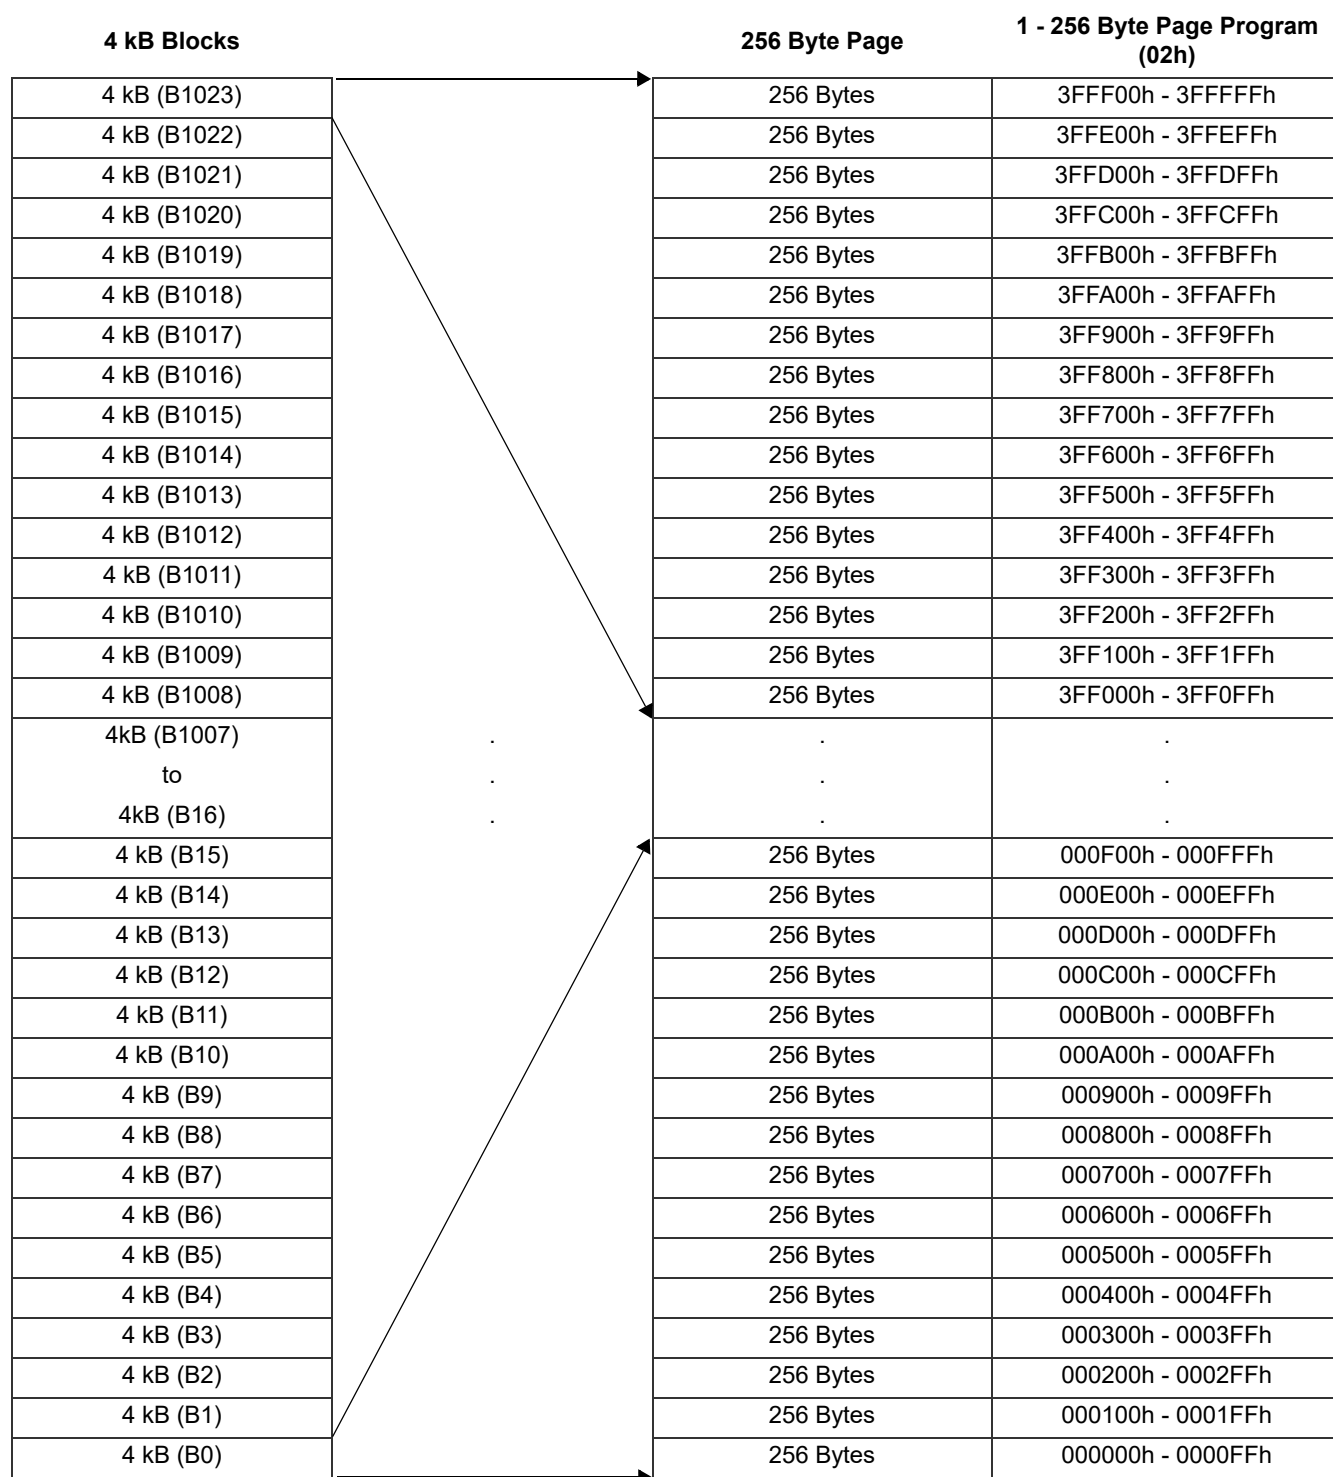 4 kB Blocks 256 Byte Page 1 - 256 Byte Page Program
(02h)
4 kB (B1023) 256 Bytes 3FFF00h - 3FFFFFh
4 kB (B1022) 256 Bytes 3FFE00h - 3FFEFFh
4 kB (B1021) 256 Bytes 3FFD00h - 3FFDFFh
4 kB (B1020) 256 Bytes 3FFC00h - 3FFCFFh
4 kB (B1019) 256 Bytes 3FFB00h - 3FFBFFh
4 kB (B1018) 256 Bytes 3FFA00h - 3FFAFFh
4 kB (B1017) 256 Bytes 3FF900h - 3FF9FFh
4 kB (B1016) 256 Bytes 3FF800h - 3FF8FFh
4 kB (B1015) 256 Bytes 3FF700h - 3FF7FFh
4 kB (B1014) 256 Bytes 3FF600h - 3FF6FFh
4 kB (B1013) 256 Bytes 3FF500h - 3FF5FFh
4 kB (B1012) 256 Bytes 3FF400h - 3FF4FFh
4 kB (B1011) 256 Bytes 3FF300h - 3FF3FFh
4 kB (B1010) 256 Bytes 3FF200h - 3FF2FFh
4 kB (B1009) 256 Bytes 3FF100h - 3FF1FFh
4 kB (B1008) 256 Bytes 3FF000h - 3FF0FFh
4kB (B1007) . . .
to . . .
4kB (B16) . . .
4 kB (B15) 256 Bytes 000F00h - 000FFFh
4 kB (B14) 256 Bytes 000E00h - 000EFFh
4 kB (B13) 256 Bytes 000D00h - 000DFFh
4 kB (B12) 256 Bytes 000C00h - 000CFFh
4 kB (B11) 256 Bytes 000B00h - 000BFFh
4 kB (B10) 256 Bytes 000A00h - 000AFFh
4 kB (B9) 256 Bytes 000900h - 0009FFh
4 kB (B8) 256 Bytes 000800h - 0008FFh
4 kB (B7) 256 Bytes 000700h - 0007FFh
4 kB (B6) 256 Bytes 000600h - 0006FFh
4 kB (B5) 256 Bytes 000500h - 0005FFh
4 kB (B4) 256 Bytes 000400h - 0004FFh
4 kB (B3) 256 Bytes 000300h - 0003FFh
4 kB (B2) 256 Bytes 000200h - 0002FFh
4 kB (B1) 256 Bytes 000100h - 0001FFh
4 kB (B0) 256 Bytes 000000h - 0000FFh